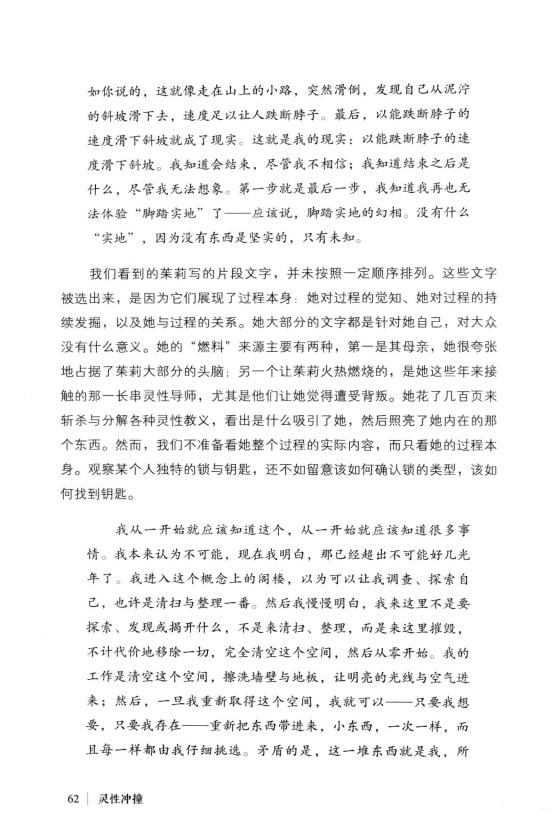 如你说的，这就像走在山上的小路，突然滑倒，发现自己从泥泞
的斜坡滑下去，速度足以让人跌断脖子。最后，以能跌断脖子的
速度滑下斜坡就成了现实。这就是我的现实：以能跌断脖子的速
度滑下斜坡。我知道会结束，尽管我不相信；我知道结束之后是
什么，尽管我无法想象。第一步就是最后一步，我知道我再也无
法体验“脚踏实地”了——应该说，脚踏实地的幻相。没有什么
“实地”，因为没有东西是坚实的，只有未知。
我们看到的茱莉写的片段文字，并未按照一定顺序排列。这些文字
被选出来，是因为它们展现了过程本身：她对过程的觉知、她对过程的持
续发掘，以及她与过程的关系。她大部分的文字都是针对她自己，对大众
没有什么意义。她的“燃料”来源主要有两种，第一是其母亲，她很夸张
地占据了茱莉大部分的头脑；另一个让茱莉火热燃烧的，是她这些年来接
触的那一长串灵性导师，尤其是他们让她觉得遭受背叛。她花了几百页来
斩杀与分解各种灵性教义，看出是什么吸引了她，然后照亮了她内在的那
个东西。然而，我们不准备看她整个过程的实际内容，而只看她的过程本
身。观察某个人独特的锁与钥匙，还不如留意该如何确认锁的类型，该如
何找到钥匙。
我从一开始就应该知道这个，从一开始就应该知道很多事
情。我本来认为不可能，现在我明白，那已经超出不可能好几光
年了。我进入这个概念上的阁楼，以为可以让我调查、探索自
己，也许是清扫与整理一番。然后我慢慢明白，我来这里不是要
探索、发现或揭开什么，不是来清扫、整理，而是来这里摧毁，
不计代价地移除一切，完全清空这个空间，然后从零开始。我的
工作是清空这个空间，擦洗墙壁与地板，让明亮的光线与空气进
来；然后，一旦我重新取得这个空间，我就可以——只要我想
要，只要我存在——重新把东西带进来，小东西，一次一样，而
且每一样都由我仔细挑选。矛盾的是，这一堆东西就是我，所
62 | 灵性冲撞